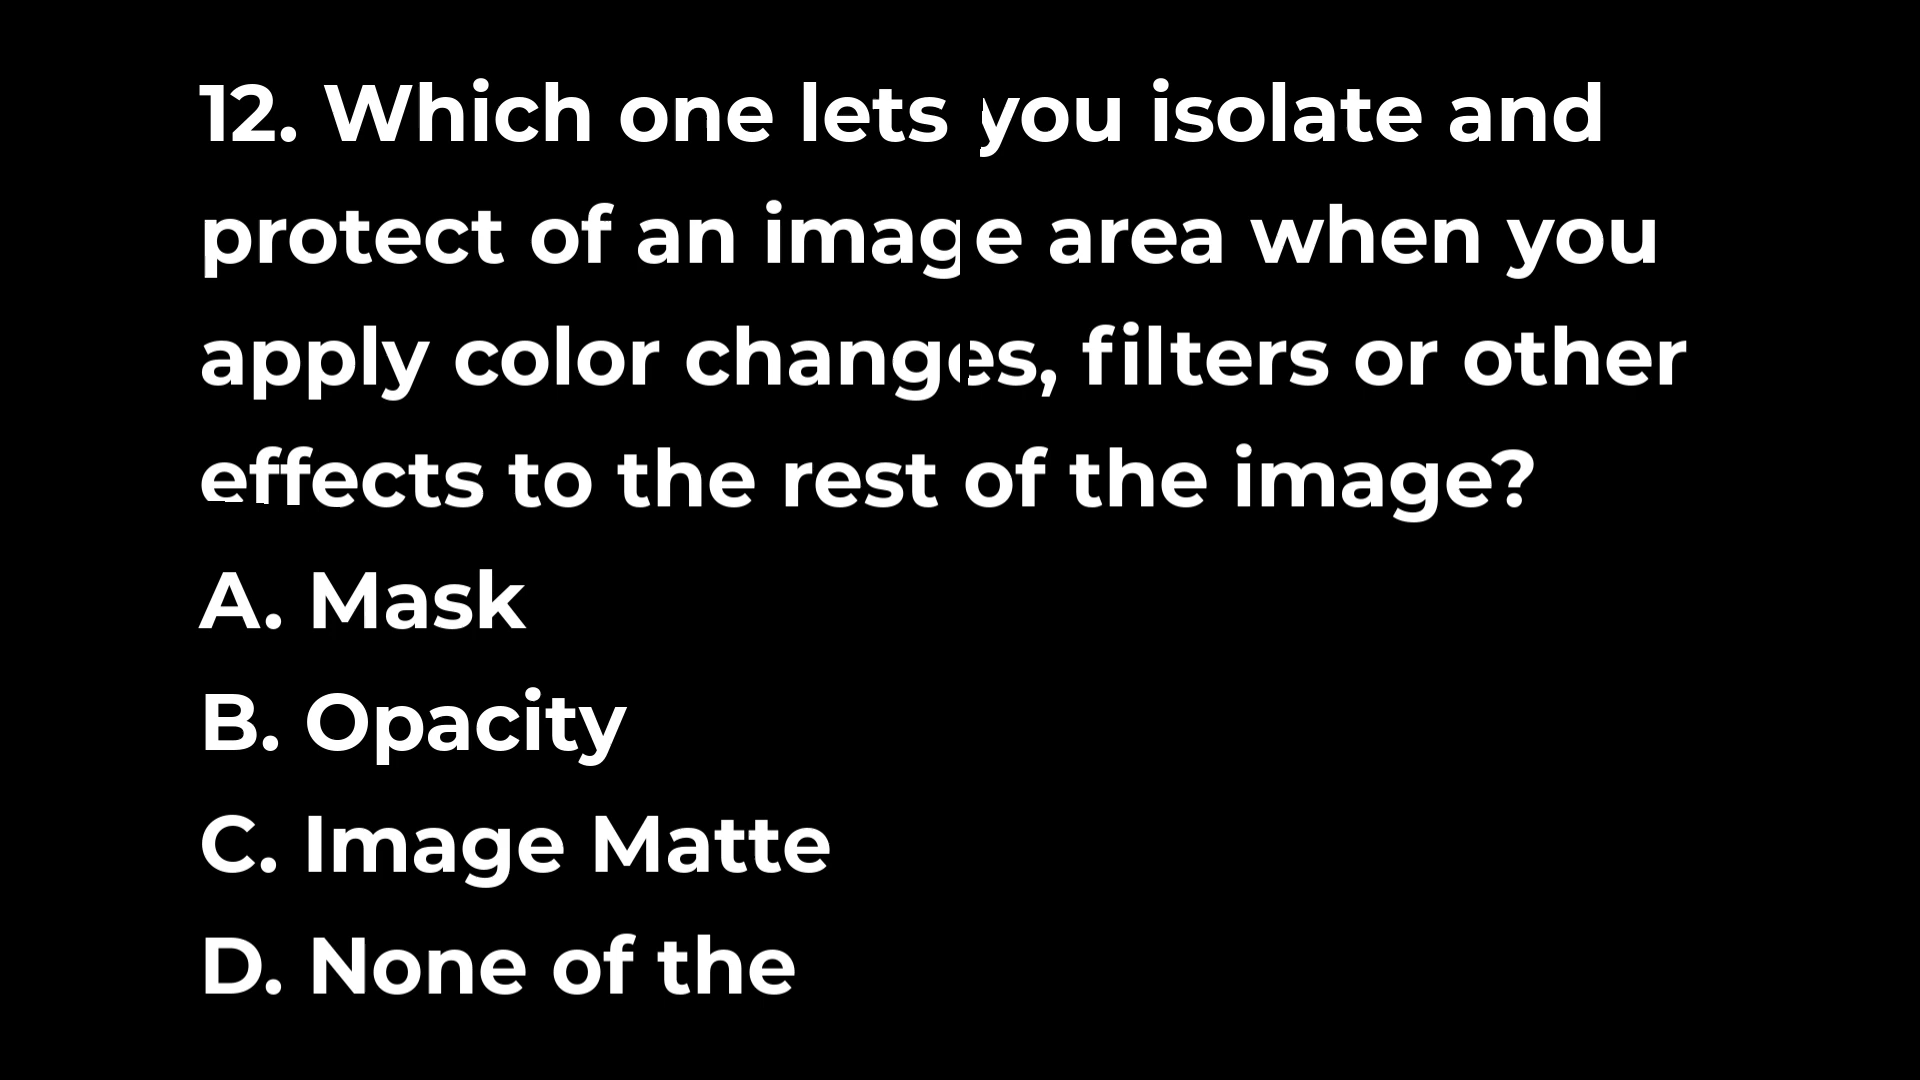 12. Which one lets you isolate and
protect of an image area when you
apply color changes, filters or other
effects to the rest of the image?
A. Mask
B. Opacity
C. Image Matte
D. None of the